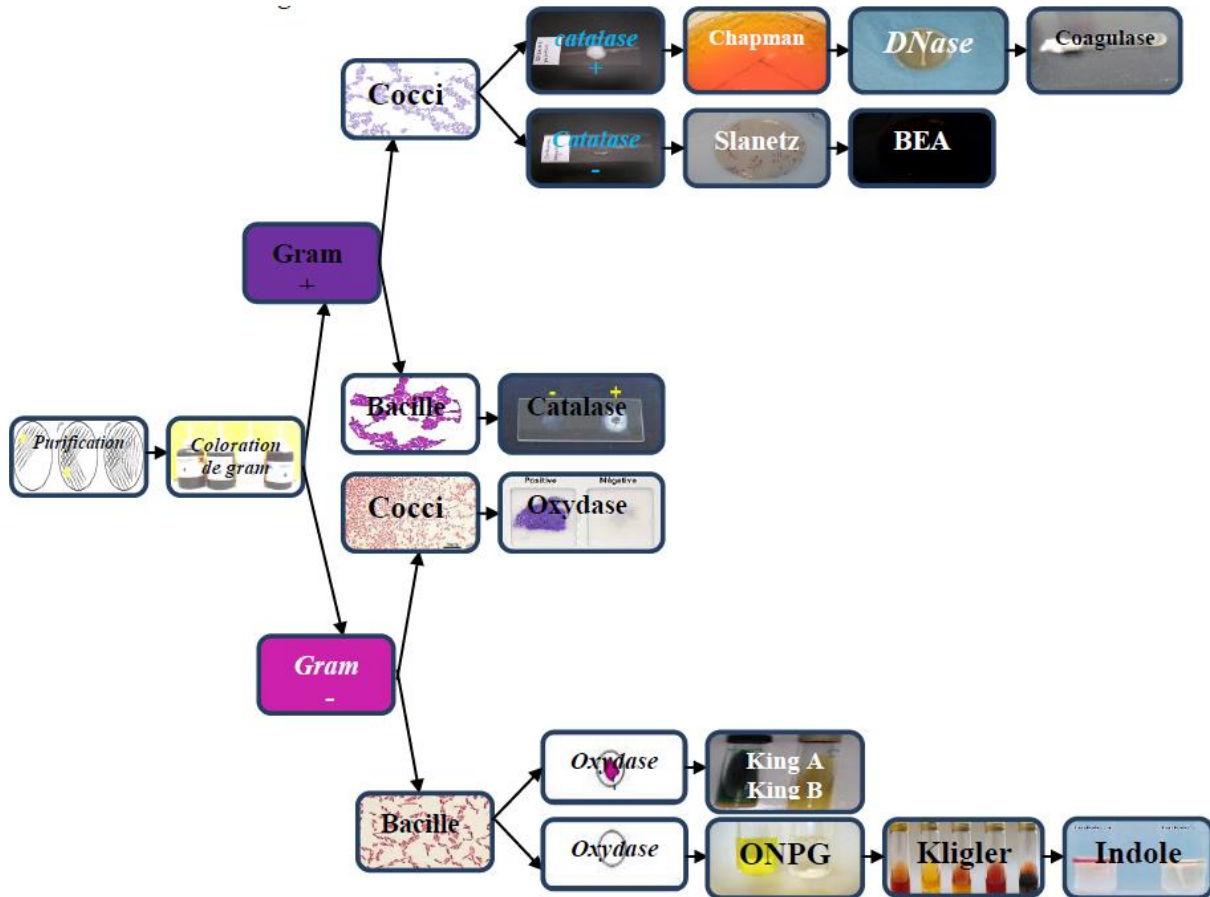 catalase
+
Chapman
DNase
Coagulase
Cocci
Catalase
-
Slanetz
BEA
Gram
+
Bacille
- +
Catalase
Purification
Coloration
de gram
Cocci
Positive Négative
Oxydase
Gram
-
Oxydase
King A
King B
Bacille
Oxydase
ONPG
Kligler
Indole